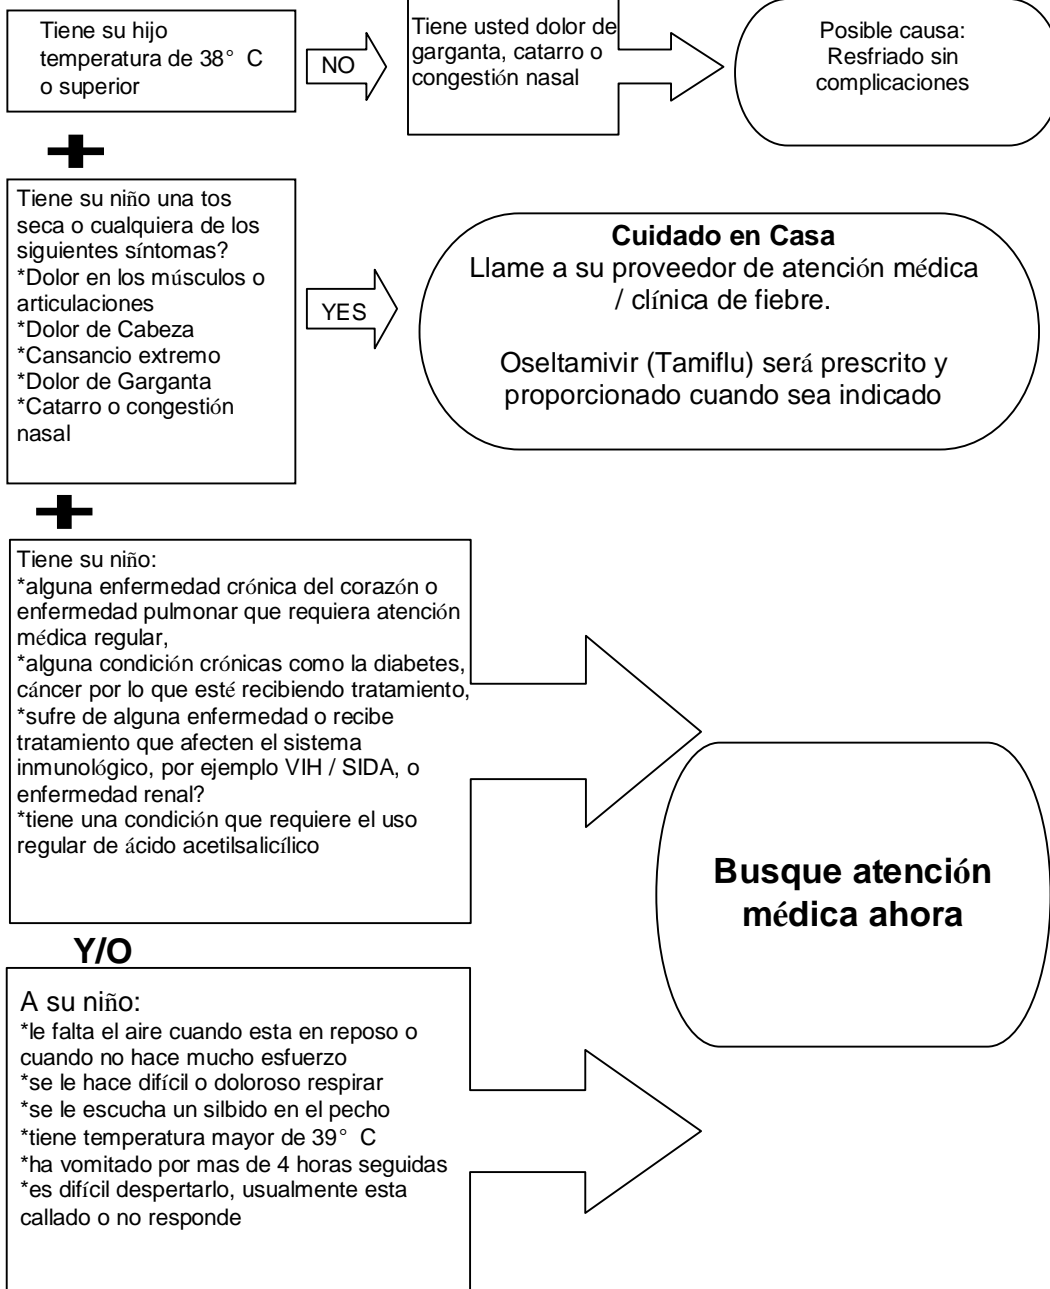 Tiene su hijo
temperatura de 38° C
o superior
NO
Tiene usted dolor de
garganta, catarro o
congestión nasal
Posible causa:
Resfriado sin
complicaciones
Tiene su niño una tos
seca o cualquiera de los
siguientes síntomas?
*Dolor en los músculos o
articulaciones
*Dolor de Cabeza
*Cansancio extremo
*Dolor de Garganta
*Catarro o congestión
nasal
YES
Cuidado en Casa
Llame a su proveedor de atención médica
/ clínica de fiebre.
Oseltamivir (Tamiflu) será prescrito y
proporcionado cuando sea indicado
Tiene su niño:
*alguna enfermedad crónica del corazón o
enfermedad pulmonar que requiera atención
médica regular,
*alguna condición crónicas como la diabetes,
cáncer por lo que esté recibiendo tratamiento,
*sufre de alguna enfermedad o recibe
tratamiento que afecten el sistema
inmunológico, por ejemplo VIH / SIDA, o
enfermedad renal?
*tiene una condición que requiere el uso
regular de ácido acetilsalicílico
Y/O
A su niño:
*le falta el aire cuando esta en reposo o
cuando no hace mucho esfuerzo
*se le hace difícil o doloroso respirar
*se le escucha un silbido en el pecho
*tiene temperatura mayor de 39° C
*ha vomitado por mas de 4 horas seguidas
*es difícil despertarlo, usualmente esta
callado o no responde
Busque atención
médica ahora